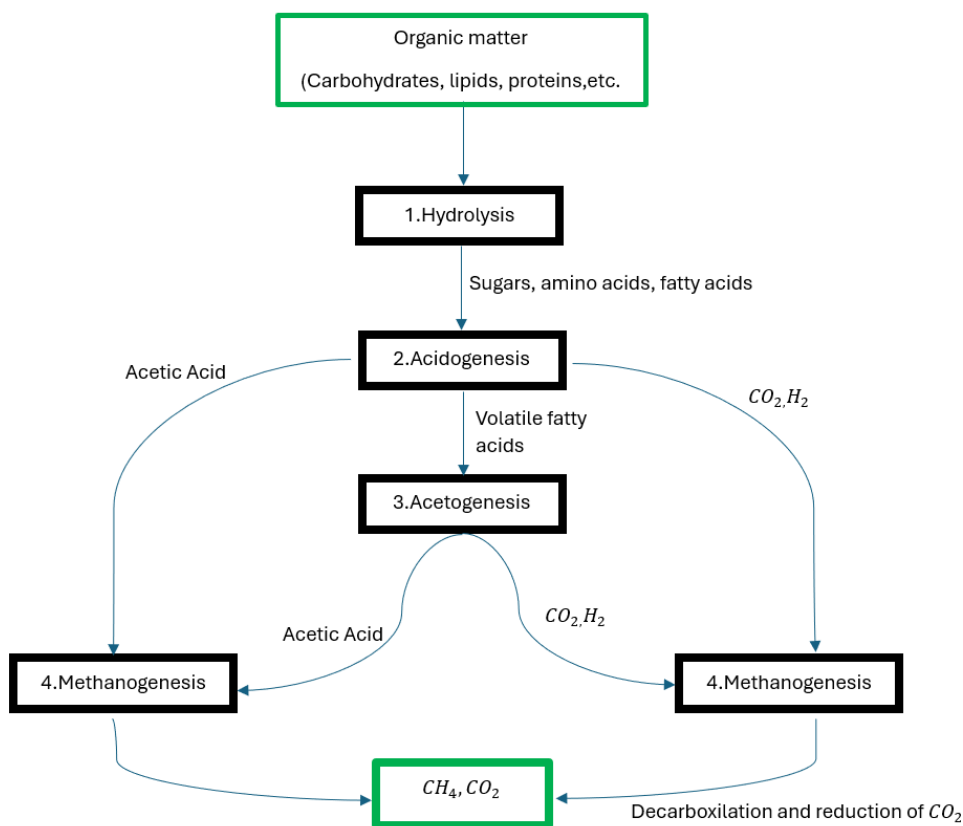 Organic matter
(Carbohydrates, lipids, proteins,etc.
1.Hydrolysis
Sugars, amino acids, fatty acids
2.Acidogenesis
Acetic Acid
CO₂,H₂
Volatile fatty
acids
3.Acetogenesis
Acetic Acid
CO₂,H₂
4.Methanogenesis
4.Methanogenesis
CH₄, CO₂
Decarboxilation and reduction of CO₂